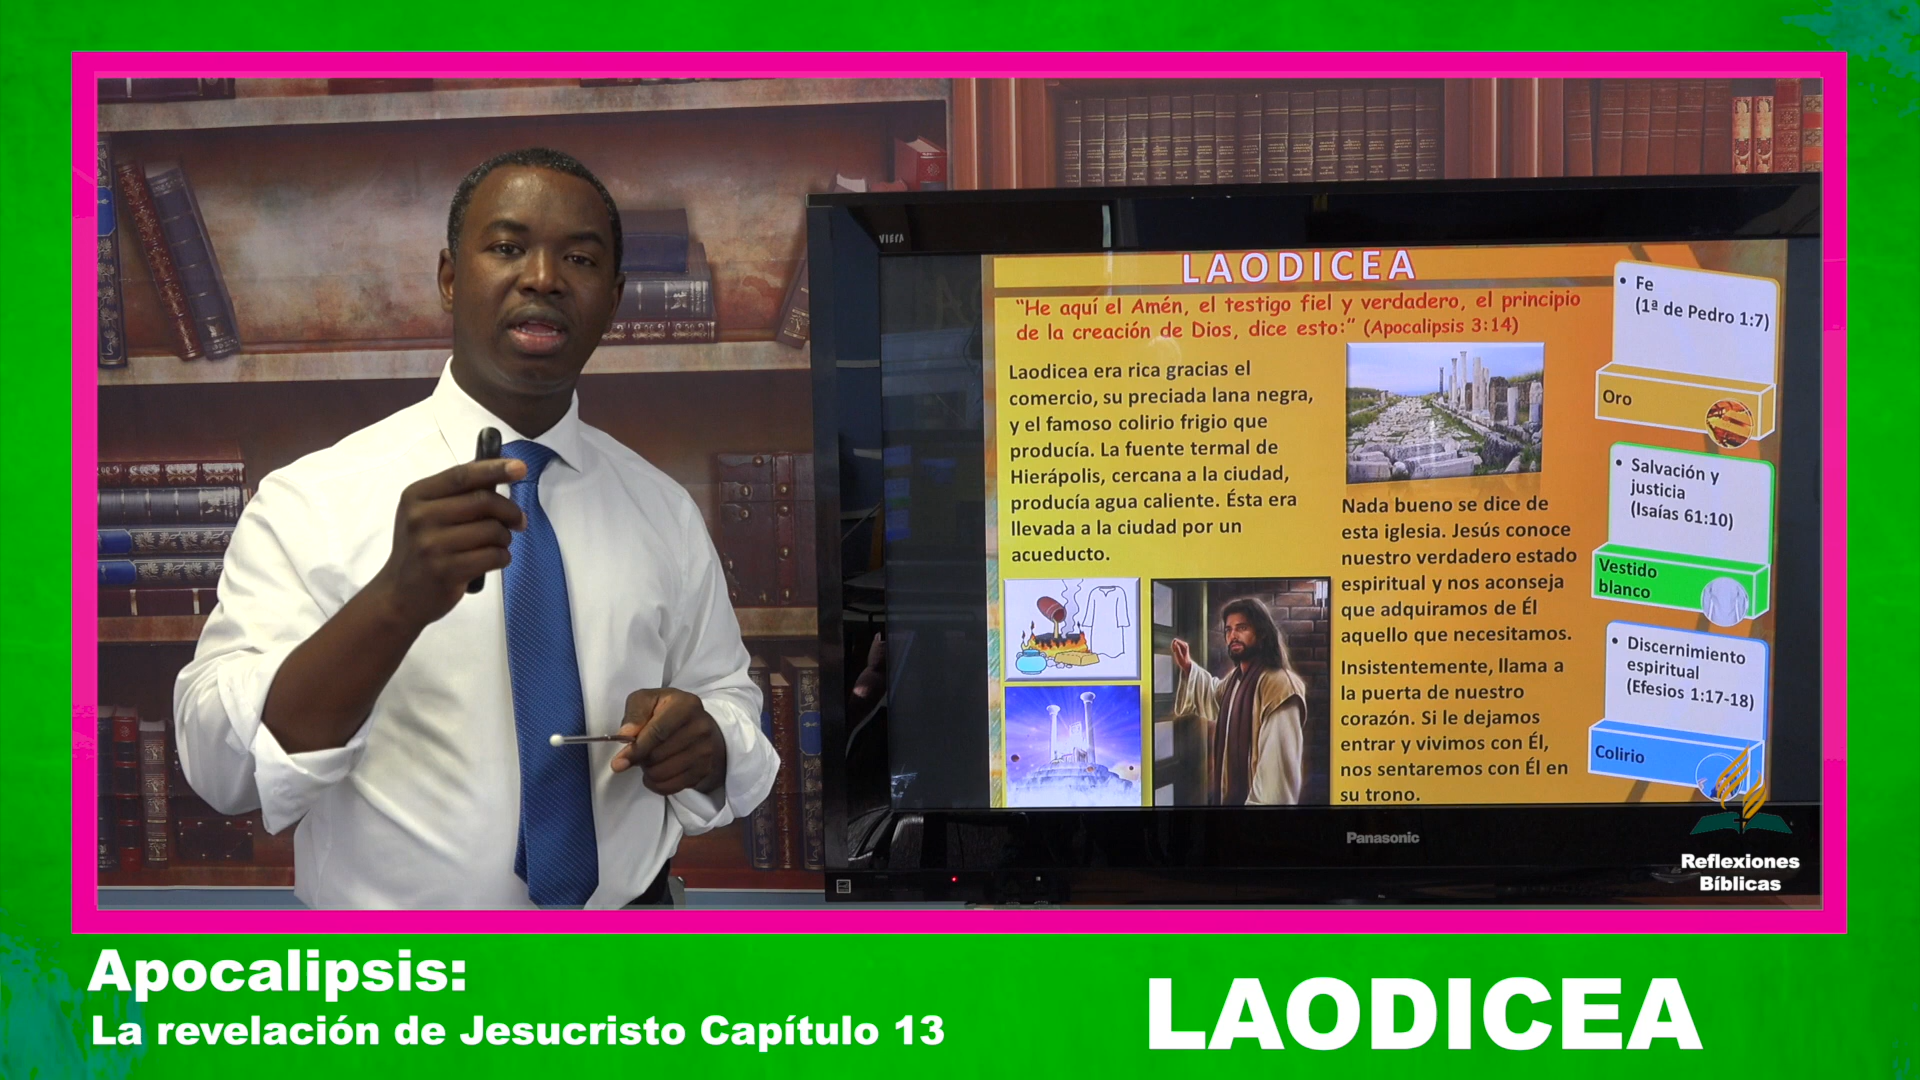 VIERA
LAODICEA
“He aquí el Amén, el testigo fiel y verdadero, el principio
de la creación de Dios, dice esto:” (Apocalipsis 3:14)
Laodicea era rica gracias el
comercio, su preciada lana negra,
y el famoso colirio frigio que
producía. La fuente termal de
Hierápolis, cercana a la ciudad,
producía agua caliente. Ésta era
llevada a la ciudad por un
acueducto.
Nada bueno se dice de
esta iglesia. Jesús conoce
nuestro verdadero estado
espiritual y nos aconseja
que adquiramos de Él
aquello que necesitamos.
Insistentemente, llama a
la puerta de nuestro
corazón. Si le dejamos
entrar y vivimos con Él,
nos sentaremos con Él en
su trono.
• Fe
(1ª de Pedro 1:7)
Oro
• Salvación y
justicia
(Isaías 61:10)
Vestido
blanco
• Discernimiento
espiritual
(Efesios 1:17-18)
Colirio
Panasonic
Reflexiones
Bíblicas
Apocalipsis:
La revelación de Jesucristo Capítulo 13
LAODICEA